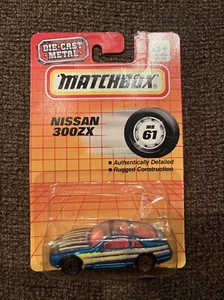 DIE-CAST
METAL
MATCHBOX
NISSAN
300ZX
MB
61
■ Authentically Detailed
■ Rugged Construction